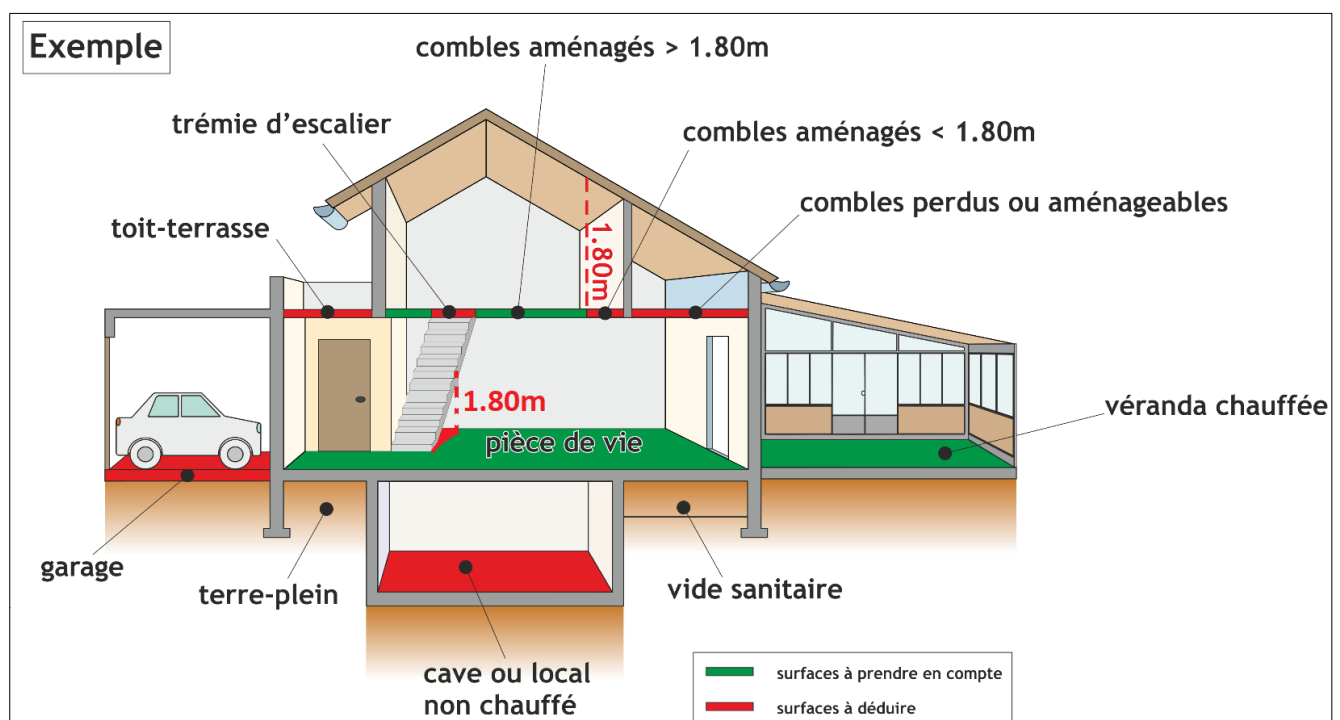 Exemple
combles aménagés > 1.80m
trémie d'escalier
combles aménagés < 1.80m
combles perdus ou aménageables
toit-terrasse
1.80m
1.80m
pièce de vie
véranda chauffée
garage
terre-plein
vide sanitaire
cave ou local
non chauffé
surfaces à prendre en compte
surfaces à déduire